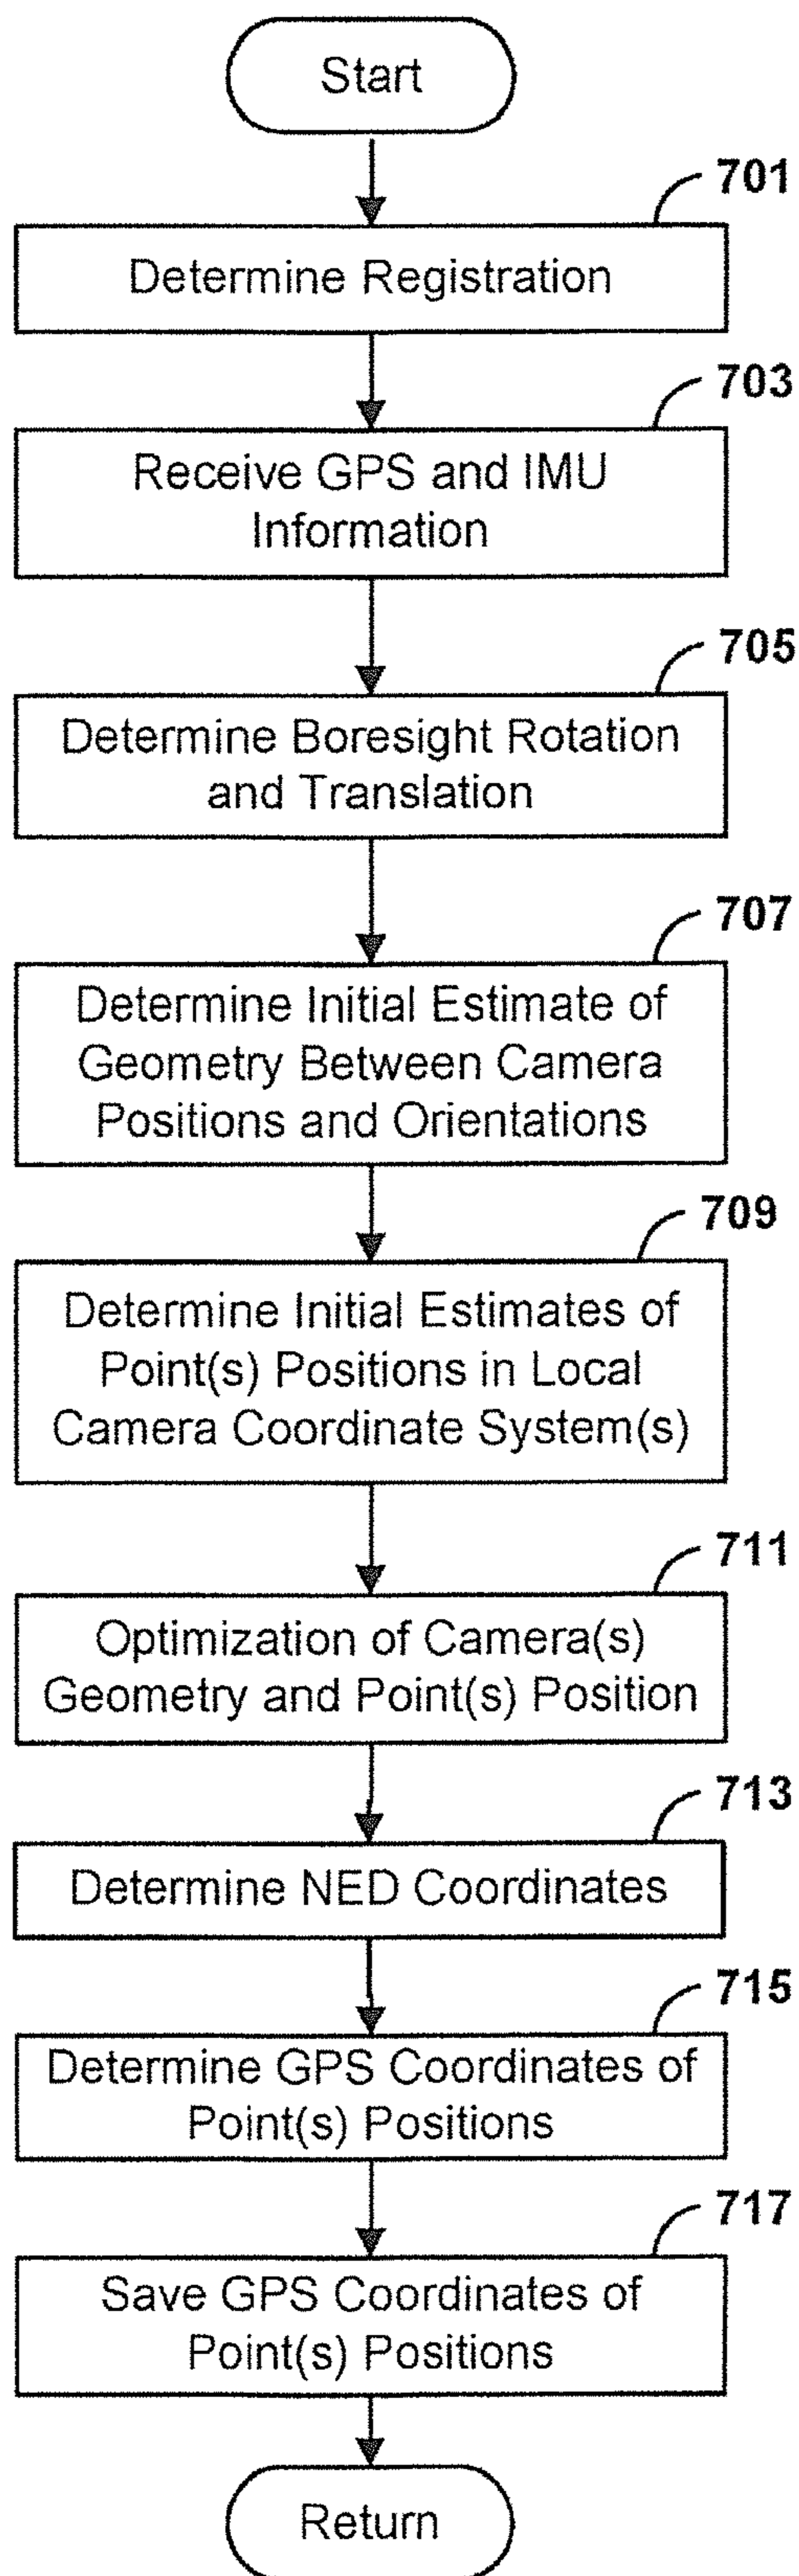 Start
701
Determine Registration
703
Receive GPS and IMU
Information
705
Determine Boresight Rotation
and Translation
707
Determine Initial Estimate of
Geometry Between Camera
Positions and Orientations
709
Determine Initial Estimates of
Point(s) Positions in Local
Camera Coordinate System(s)
711
Optimization of Camera(s)
Geometry and Point(s) Position
713
Determine NED Coordinates
715
Determine GPS Coordinates of
Point(s) Positions
717
Save GPS Coordinates of
Point(s) Positions
Return